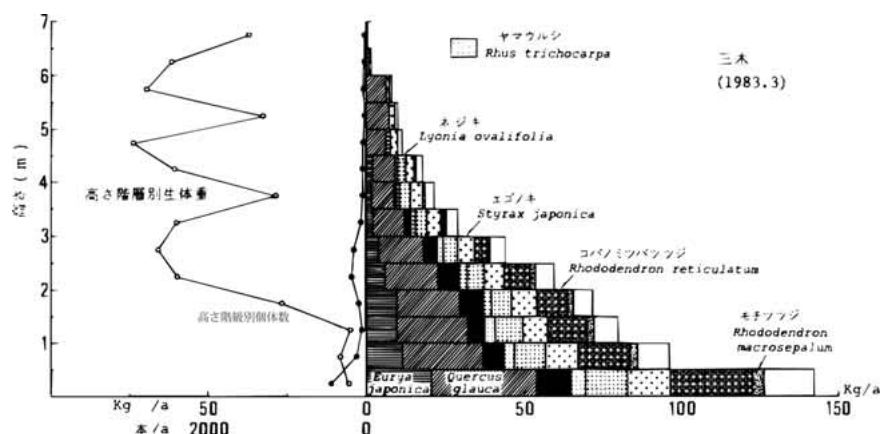 7
6
5
4
3
2
1
高さ(m)
ヤマウルシ
Rhus trichocarpa
三木
(1983.3)
ネジキ
Lyonia ovalifolia
高さ階層別生体重
エゴノキ
Styrax japonica
コバノミツバツツジ
Rhododendron reticulatum
高さ階級別個体数
モチツツジ
Rhododendron
macrosepalum
Eurya
japonica
Quercus
glauca
Kg /a
50
0
50
100
150
Kg/a
本/a
2000
0